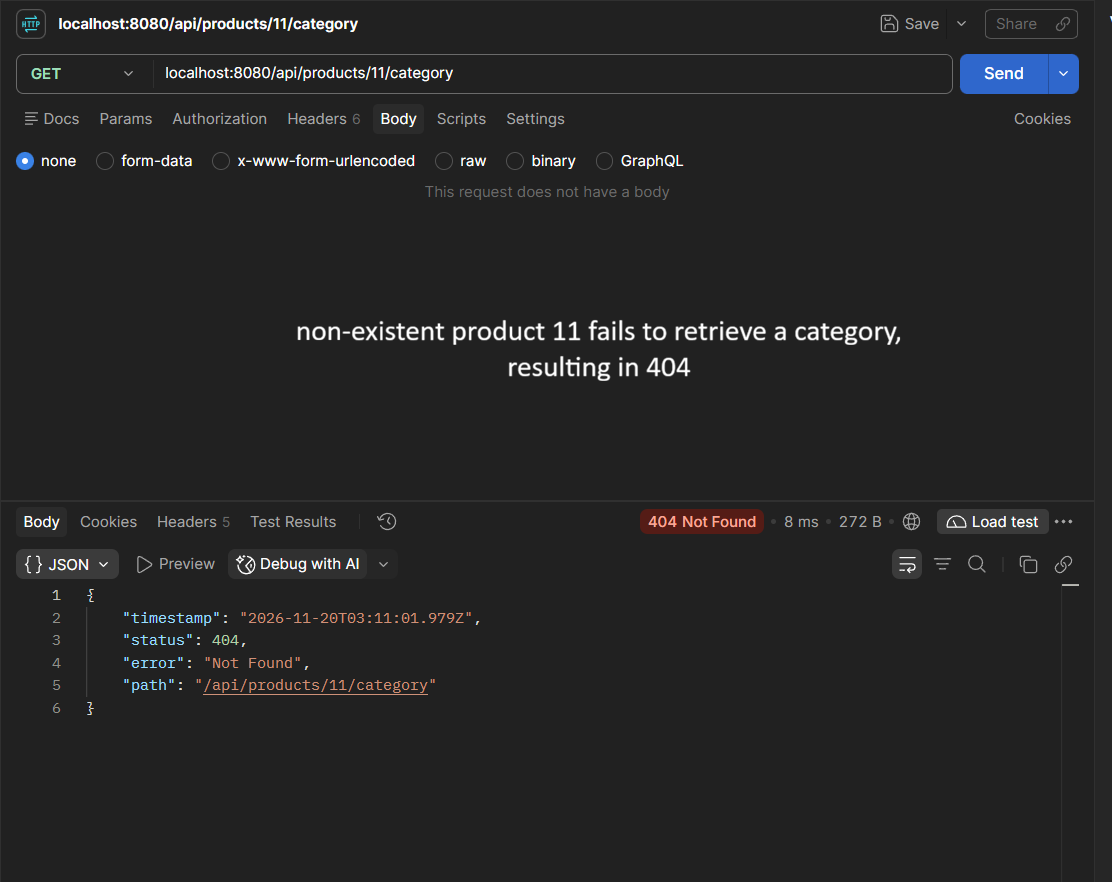 HTTP localhost:8080/api/products/11/category Save Share
GET localhost:8080/api/products/11/category Send
Docs Params Authorization Headers 6 Body Scripts Settings Cookies
none form-data x-www-form-urlencoded raw binary GraphQL
This request does not have a body
non-existent product 11 fails to retrieve a category,
resulting in 404
Body Cookies Headers 5 Test Results 404 Not Found • 8 ms • 272 B • Load test
{} JSON Preview Debug with AI
1 {
2 "timestamp": "2026-11-20T03:11:01.979Z",
3 "status": 404,
4 "error": "Not Found",
5 "path": "/api/products/11/category"
6 }